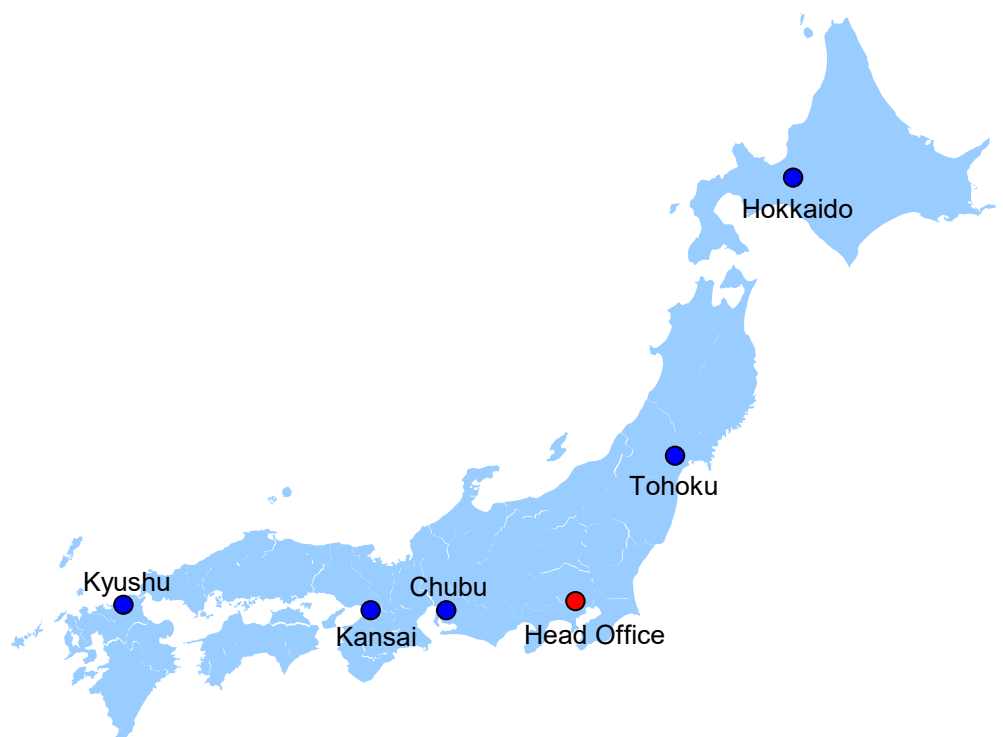 Hokkaido
Tohoku
Kyushu
Chubu
Kansai
Head Office